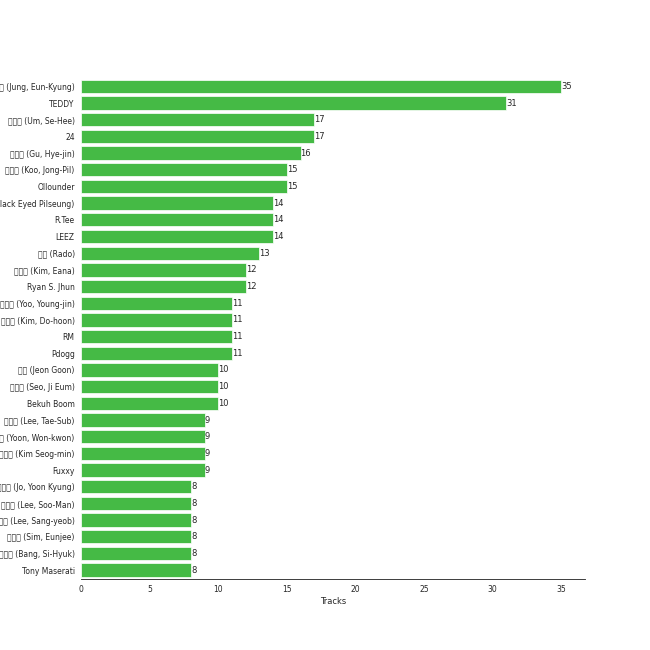 (Jung, Eun-Kyung) 35
TEDDY 31
(Um, Se-Hee) 17
24 17
(Gu, Hye-jin) 16
(Koo, Jong-Pil) 15
Ollounder 15
lack Eyed Pilseung) 14
R.Tee 14
LEEZ 14
(Rado) 13
(Kim, Eana) 12
Ryan S. Jhun 12
(Yoo, Young-jin) 11
(Kim, Do-hoon) 11
RM 11
Pdogg 11
(Jeon Goon) 10
(Seo, Ji Eum) 10
Bekuh Boom 10
(Lee, Tae-Sub) 9
(Yoon, Won-kwon) 9
(Kim Seog-min) 9
Fuxxy 9
(Jo, Yoon Kyung) 8
(Lee, Soo-Man) 8
(Lee, Sang-yeob) 8
(Sim, Eunjee) 8
(Bang, Si-Hyuk) 8
Tony Maserati 8
0 5 10 15 20 25 30 35
Tracks